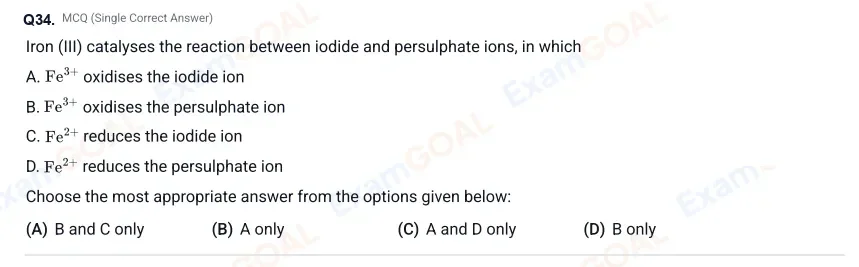 Q34. MCQ (Single Correct Answer)
Iron (III) catalyses the reaction between iodide and persulphate ions, in which
A. Fe³⁺ oxidises the iodide ion
B. Fe³⁺ oxidises the persulphate ion
C. Fe²⁺ reduces the iodide ion
D. Fe²⁺ reduces the persulphate ion
Choose the most appropriate answer from the options given below:
(A) B and C only (B) A only (C) A and D only (D) B only
ExamGOAL